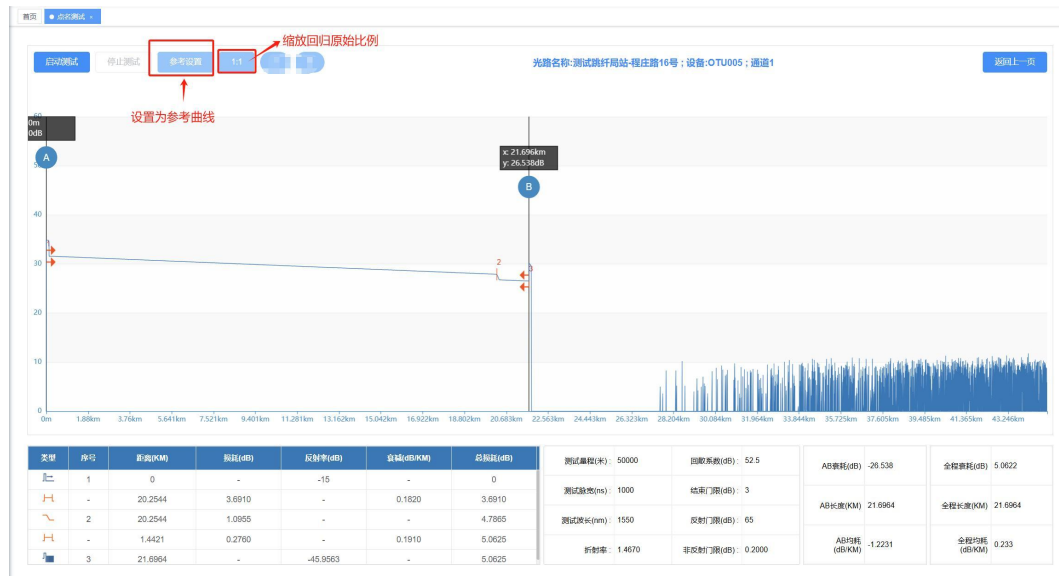 首页 点名测试 ×
缩放回归原始比例
启动测试 停止测试 参考设置 1:1 光路名称:测试跳纤局站-程庄路16号 ; 设备:OTU005 ; 通道1 返回上一页
设置为参考曲线
60
0m
0dB
A
x: 21.696km
y: 26.538dB
B
40
30
2
3
20
10
0
0m 1.88km 3.76km 5.641km 7.521km 9.401km 11.281km 13.162km 15.042km 16.922km 18.802km 20.683km 22.563km 24.443km 26.323km 28.204km 30.084km 31.964km 33.844km 35.725km 37.605km 39.485km 41.365km 43.246km
类型 序号 距离(KM) 损耗(dB) 反射率(dB) 衰减(dB/KM) 总损耗(dB)
1 0 - -15 - 0
- 20.2544 3.6910 - 0.1820 3.6910
2 20.2544 1.0955 - - 4.7865
- 1.4421 0.2760 - 0.1910 5.0625
3 21.6964 - -45.9563 - 5.0625
测试量程(米) : 50000 回散系数(dB) : 52.5
测试脉宽(ns) : 1000 结束门限(dB) : 3
测试波长(nm) : 1550 反射门限(dB) : 65
折射率 : 1.4670 非反射门限(dB) : 0.2000
AB衰耗(dB) -26.538 全程衰耗(dB) 5.0622
AB长度(KM) 21.6964 全程长度(KM) 21.6964
AB均耗(dB/KM) -1.2231 全程均耗(dB/KM) 0.233